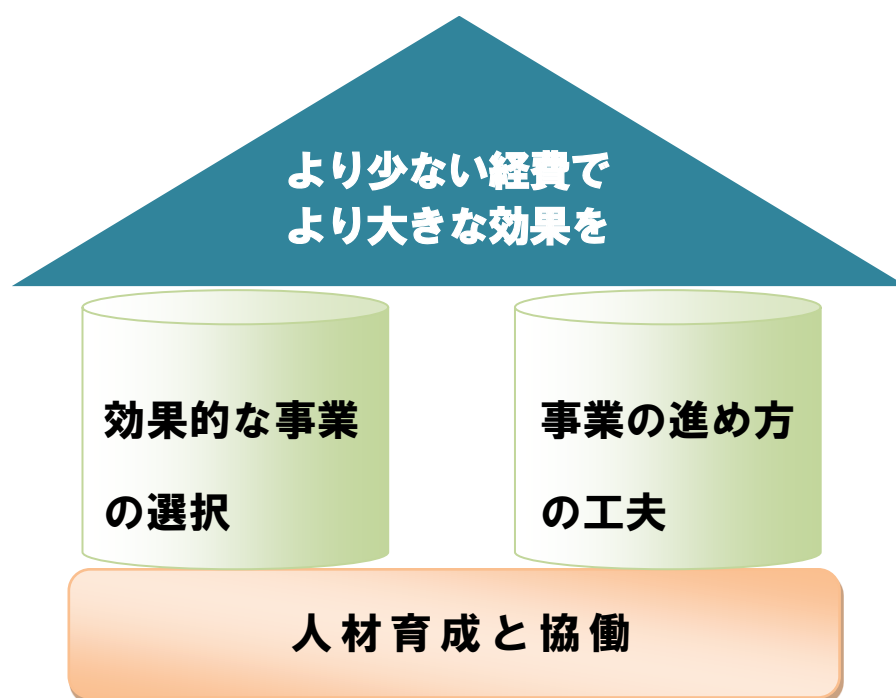 より少ない経費で
より大きな効果を
効果的な事業
の選択
事業の進め方
の工夫
人材育成と協働